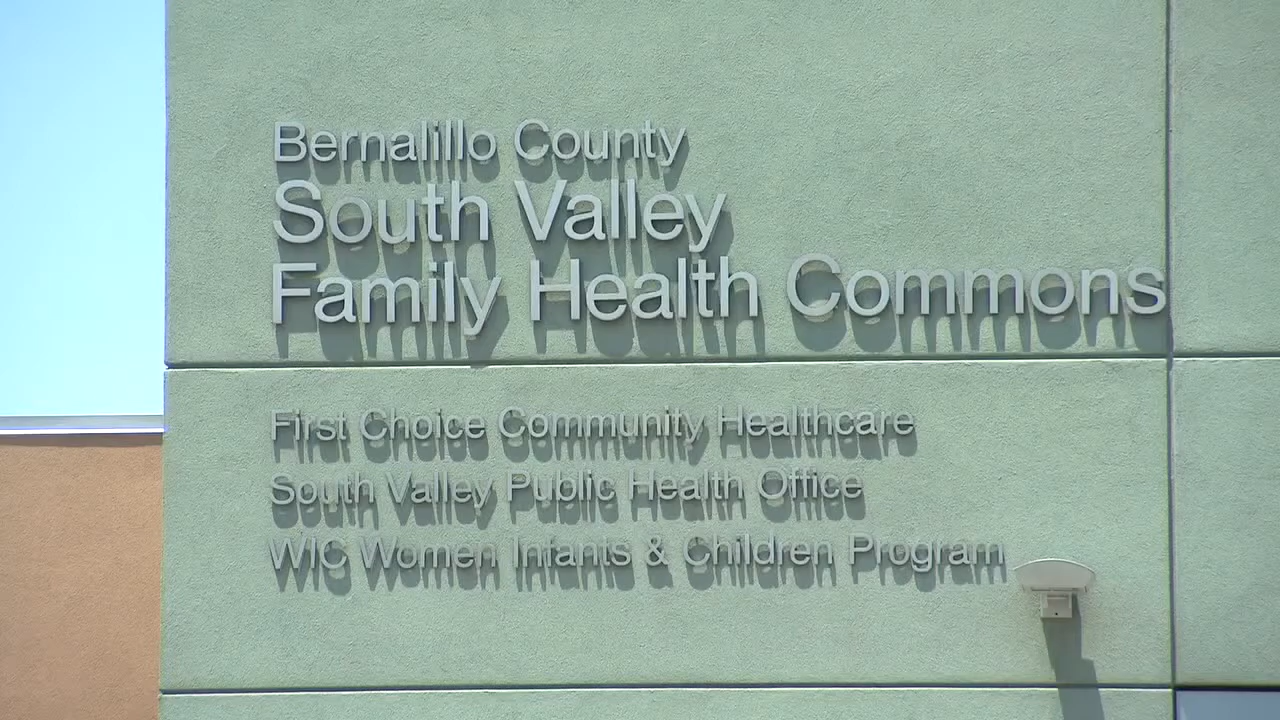 Bernalillo County
South Valley
Family Health Commons
First Choice Community Healthcare
South Valley Public Health Office
WIC Women Infants & Children Program